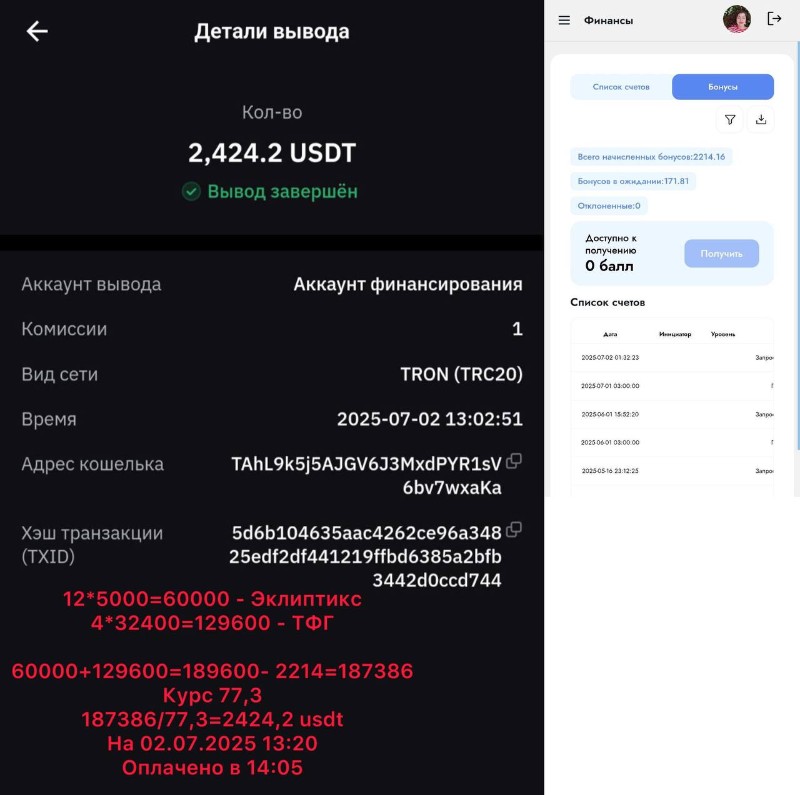 Детали вывода
Кол-во
2,424.2 USDT
Вывод завершён
Аккаунт вывода Аккаунт финансирования
Комиссии 1
Вид сети TRON (TRC20)
Время 2025-07-02 13:02:51
Адрес кошелька TAhL9k5j5AJGV6J3MxdPYR1sV
6bv7wxaKa
Хэш транзакции 5d6b104635aac4262ce96a348
(TXID) 25edf2df441219ffbd6385a2bfb
3442d0ccd744
12*5000=60000 - Эклиптикс
4*32400=129600 - ТФГ
60000+129600=189600- 2214=187386
Курс 77,3
187386/77,3=2424,2 usdt
На 02.07.2025 13:20
Оплачено в 14:05
Финансы
Список счетов Бонусы
Всего начисленных бонусов:2214.16
Бонусов в ожидании:171.81
Отклоненные:0
Доступно к
получению
0 балл
Получить
Список счетов
Дата Инициатор Уровень
2025-07-02 01:32:23 Запро
2025-07-01 03:00:00
2025-06-01 15:52:20 Запро
2025-06-01 03:00:00
2025-05-16 23:12:25 Запро